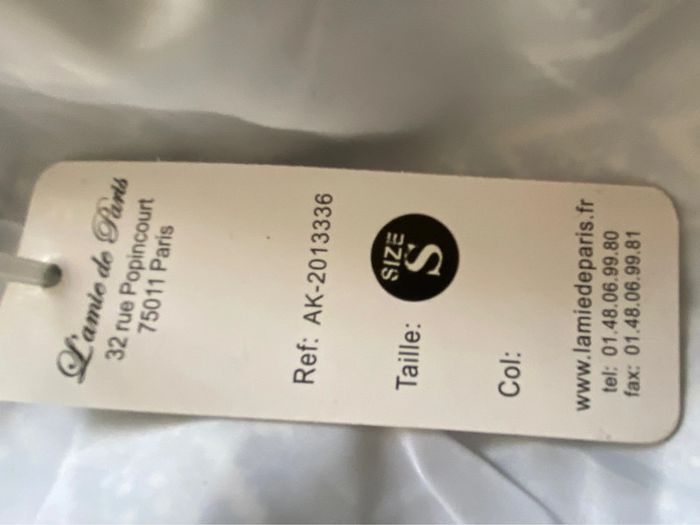 L'amie de Paris
32 rue Popincourt
75011 Paris
Ref: AK-2013336
Taille: SIZE S
Col:
www.lamiedeparis.fr
tel: 01.48.06.99.80
fax: 01.48.06.99.81